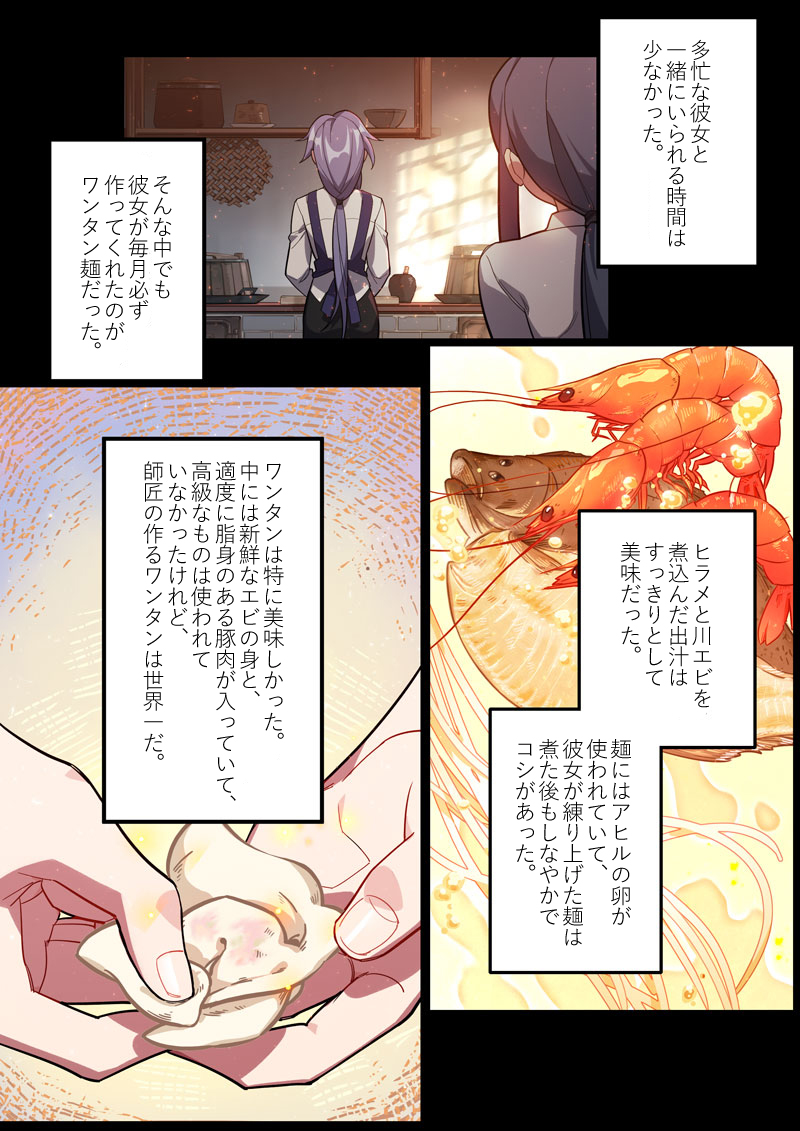 多忙な彼女と
一緒にいられる時間は
少なかった。
そんな中でも
彼女が毎月必ず
作ってくれたのが
ワンタン麺だった。
ヒラメと川エビを
煮込んだ出汁は
すっきりとして
美味だった。
麺にはアヒルの卵が
使われていて、
彼女が練り上げた麺は
煮た後もしなやかで
コシがあった。
ワンタンは特に美味しかった。
中には新鮮なエビの身と、
適度に脂身のある豚肉が入っていて、
高級なものは使われて
いなかったけれど、
師匠の作るワンタンは世界一だ。